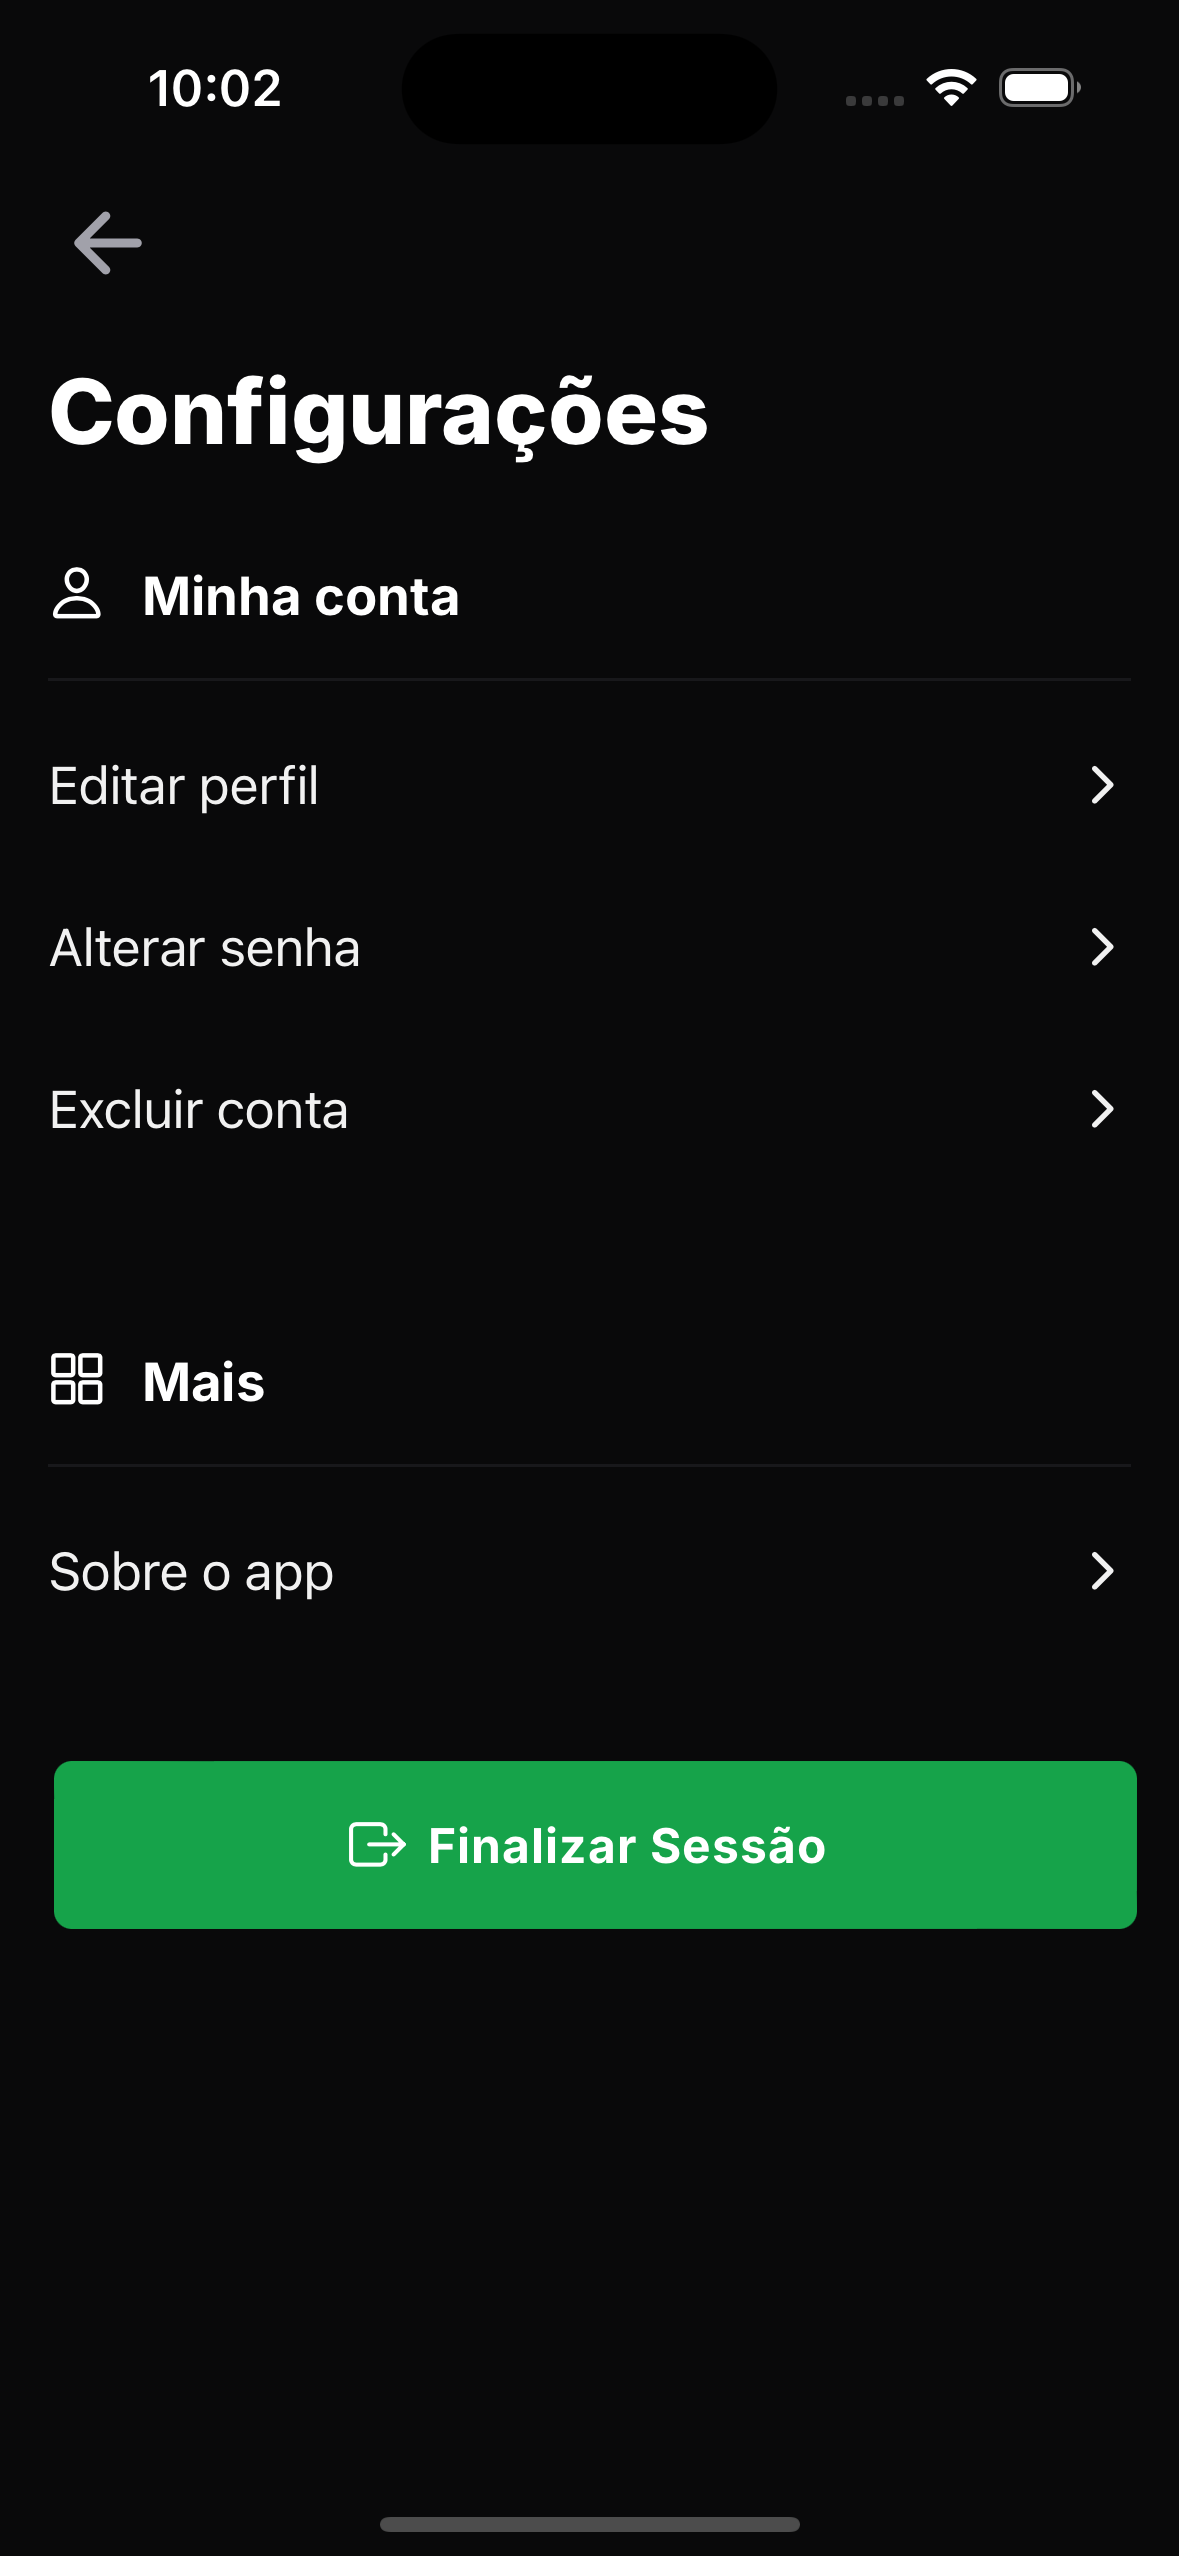 10:02
Configurações
Minha conta
Editar perfil
Alterar senha
Excluir conta
Mais
Sobre o app
Finalizar Sessão